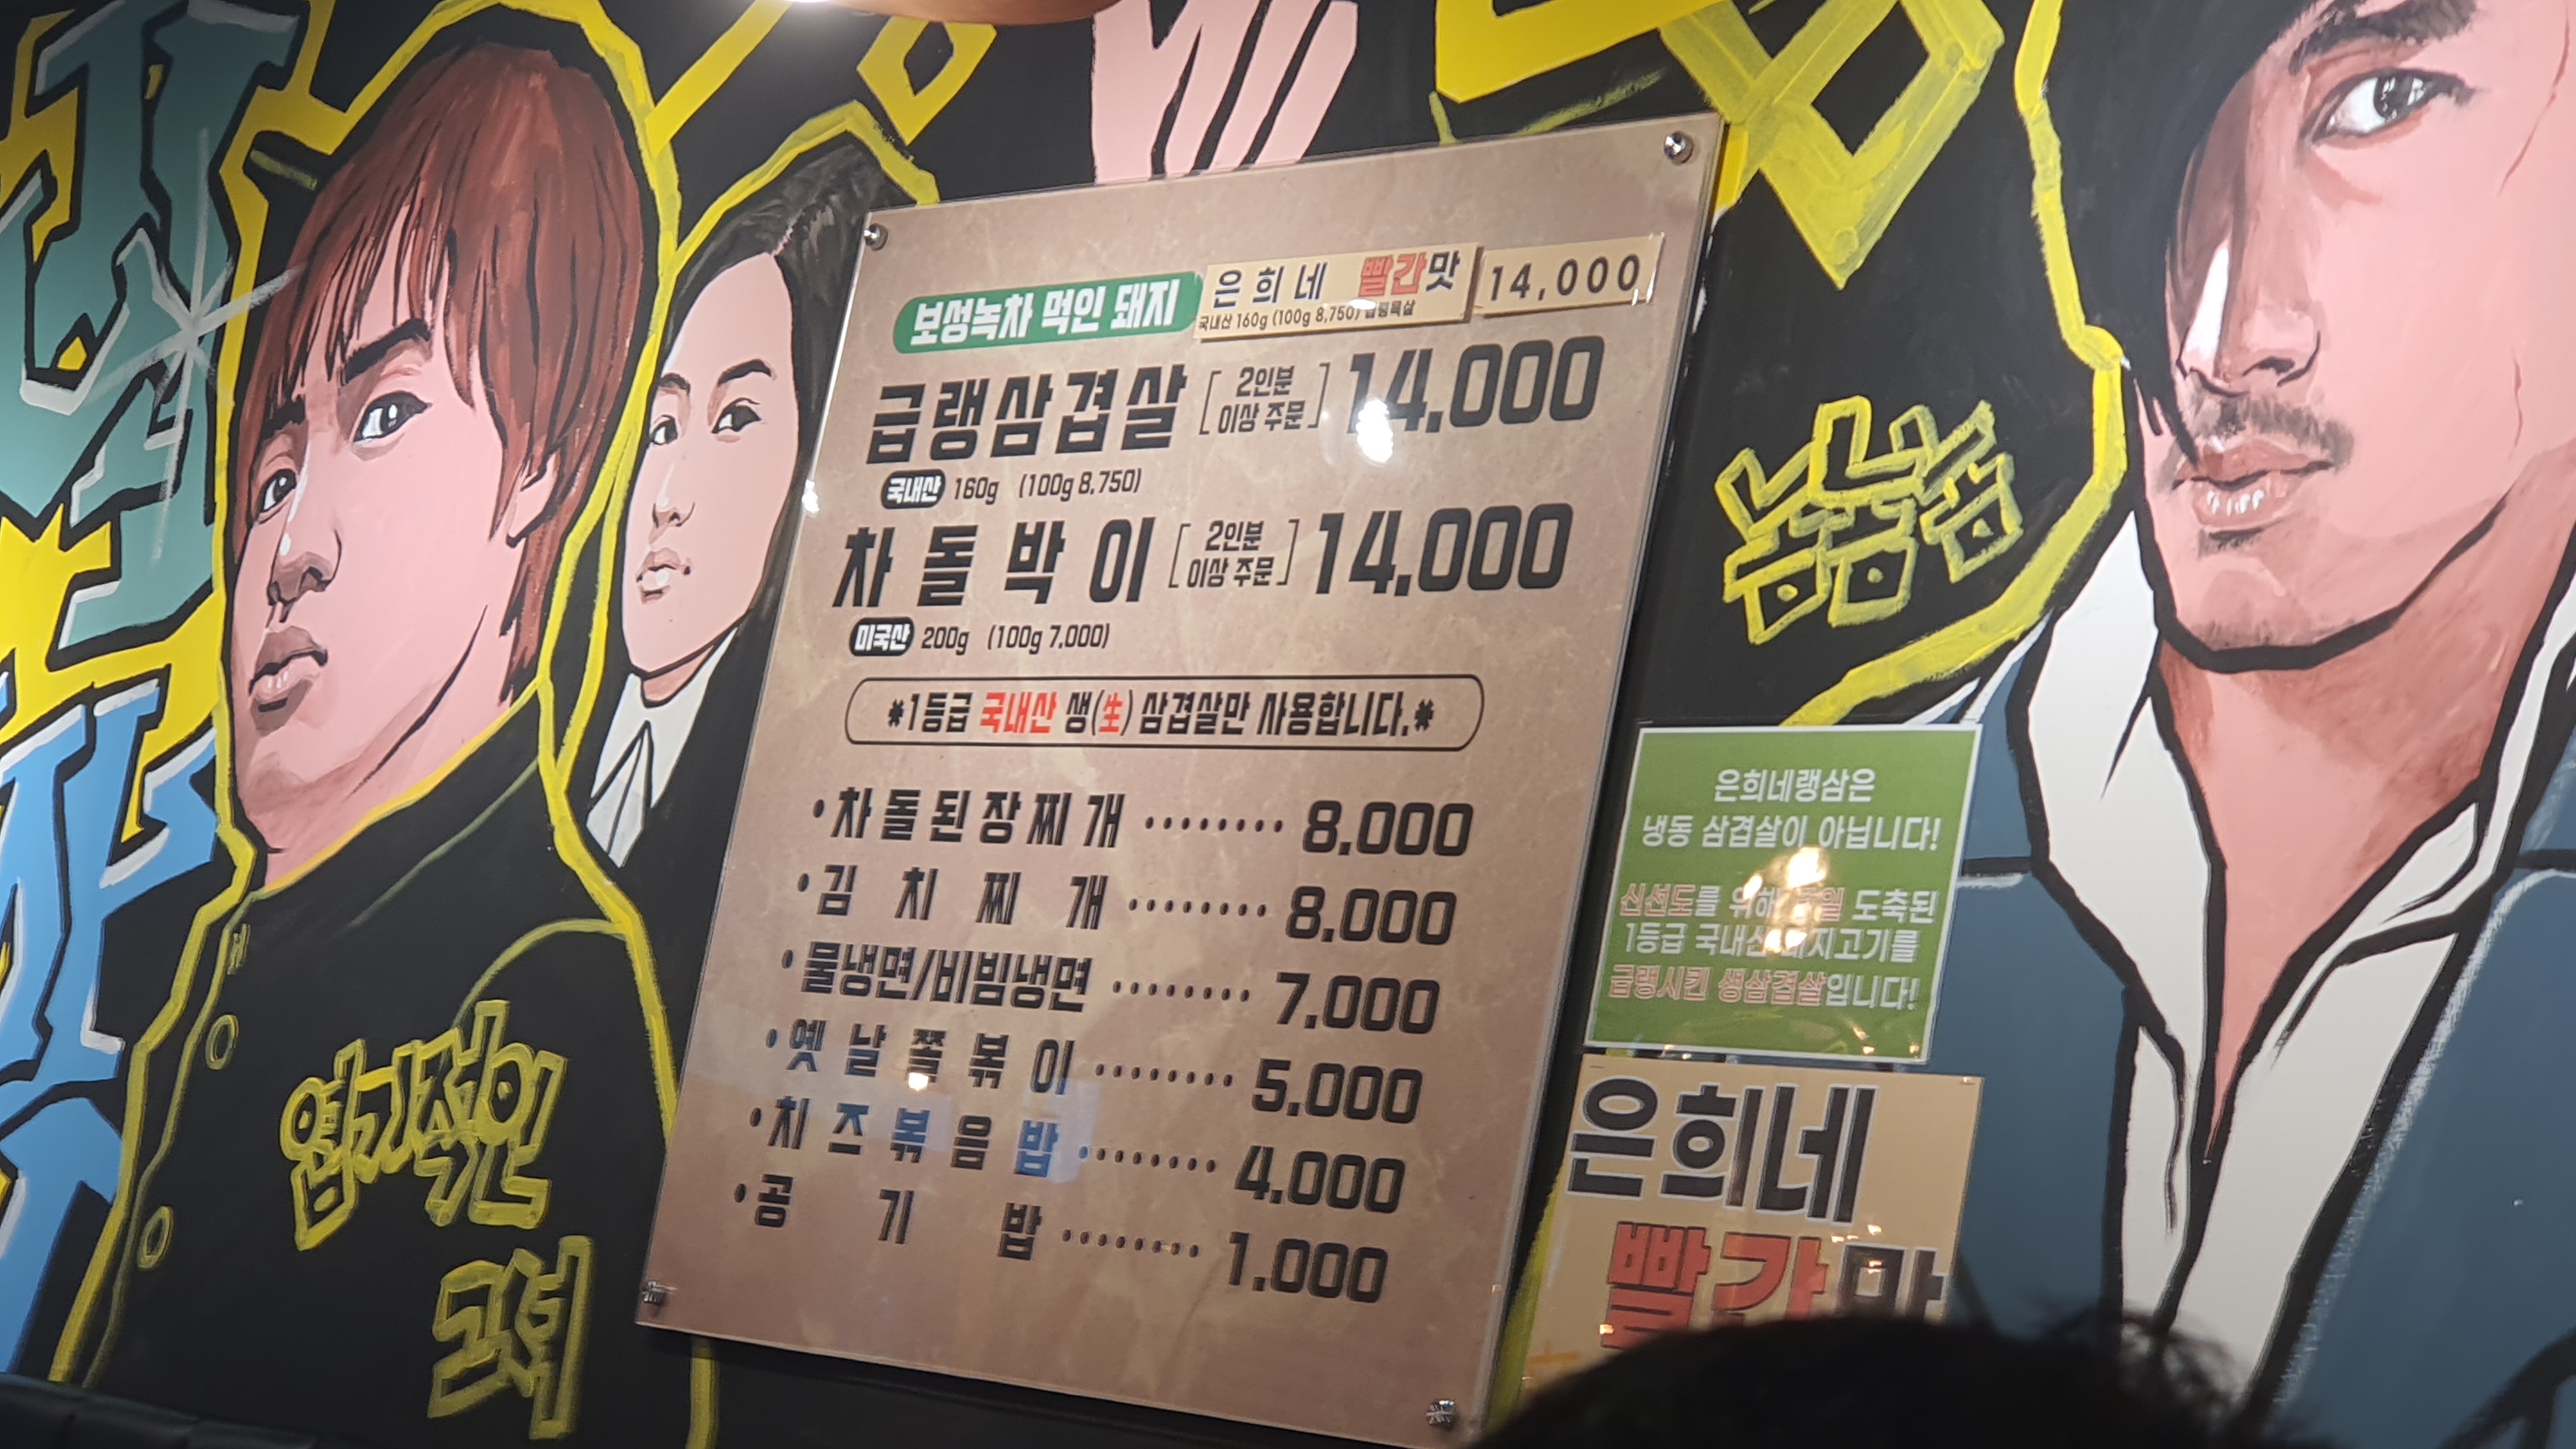 보성녹차 먹인 돼지
은희네 빨간맛 14,000
국내산 160g (100g 8,750) 급랭목살
급랭삼겹살 [2인분 이상 주문] 14,000
국내산 160g (100g 8,750)
차돌박이 [2인분 이상 주문] 14,000
미국산 200g (100g 7,000)
*1등급 국내산 생(生) 삼겹살만 사용합니다.*
•차돌된장찌개 ········ 8,000
•김치찌개 ········ 8,000
•물냉면/비빔냉면 ········ 7,000
•옛날쫄볶이 ········ 5,000
•치즈볶음밥 ········ 4,000
•공기밥 ········ 1,000
은희네랭삼은
냉동 삼겹살이 아닙니다!
신선도를 위해 당일 도축된
1등급 국내산 돼지고기를
급랭시킨 생삼겹살입니다!
은희네
빨간맛
엽기적인
그녀